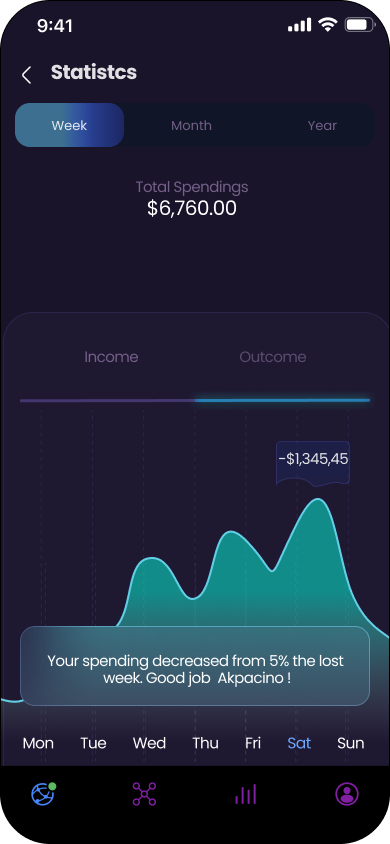 9:41
Statistcs
Week Month Year
Total Spendings
$6,760.00
Income Outcome
-$1,345,45
Your spending decreased from 5% the lost
week. Good job Akpacino !
Mon Tue Wed Thu Fri Sat Sun